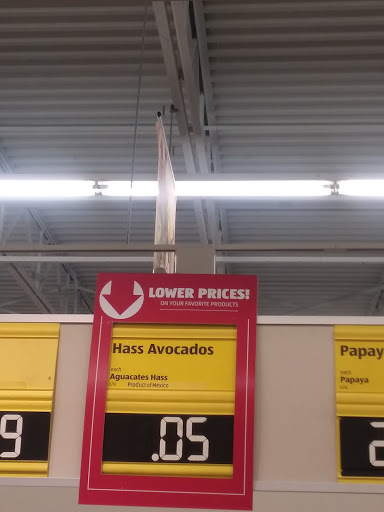 LOWER PRICES!
ON YOUR FAVORITE PRODUCTS
Hass Avocados
each
Aguacates Hass
Product of Mexico
.05
9
Papay
each
Papaya
2